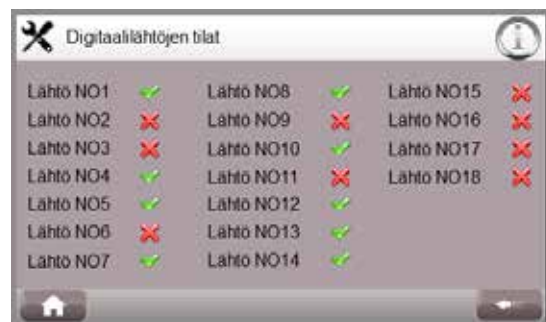 Digitaalilähtöjen tilat
Lähtö NO1
Lähtö NO2
Lähtö NO3
Lähtö NO4
Lähtö NO5
Lähtö NO6
Lähtö NO7
Lähtö NO8
Lähtö NO9
Lähtö NO10
Lähtö NO11
Lähtö NO12
Lähtö NO13
Lähtö NO14
Lähtö NO15
Lähtö NO16
Lähtö NO17
Lähtö NO18